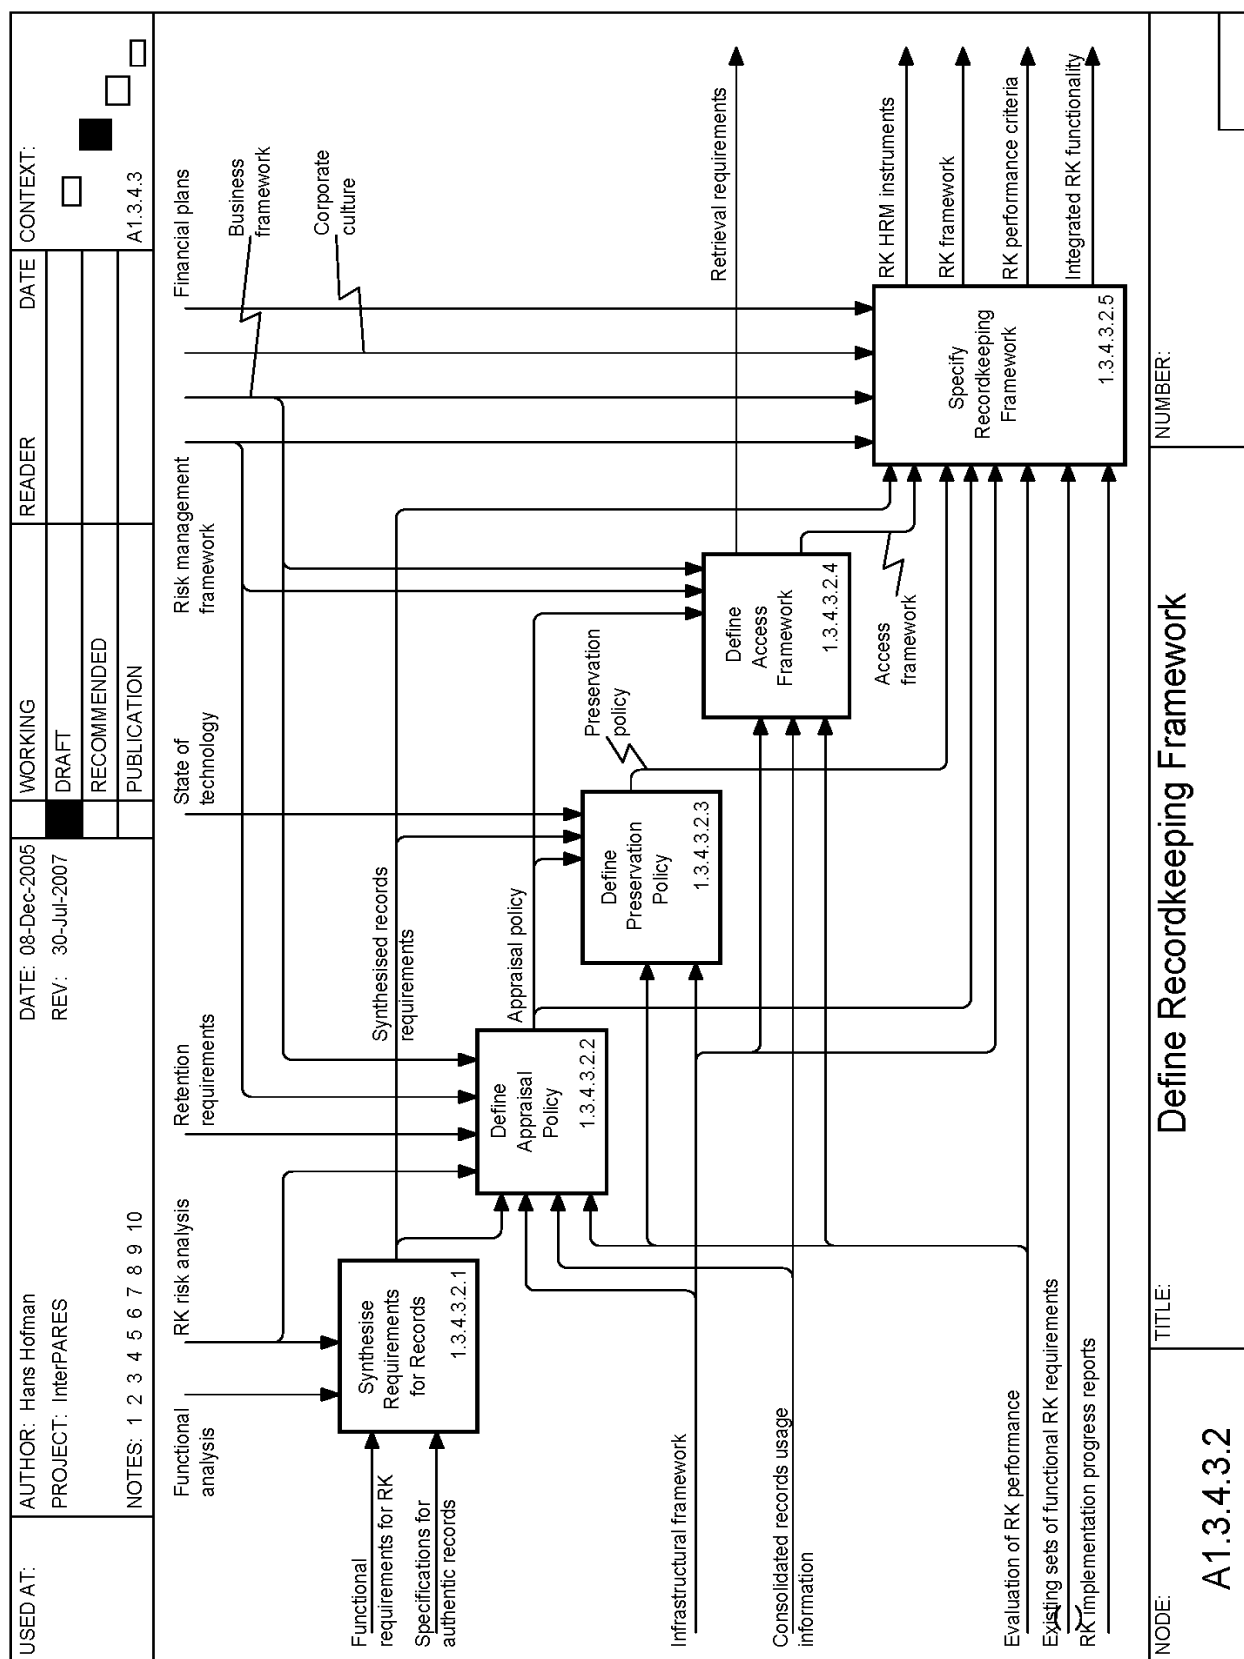 USED AT:
AUTHOR: Hans Hofman
PROJECT: InterPARES
NOTES: 1 2 3 4 5 6 7 8 9 10
DATE: 08-Dec-2005
REV: 30-Jul-2007
WORKING
DRAFT
RECOMMENDED
PUBLICATION
READER
DATE
CONTEXT:
A1.3.4.3
Functional
analysis
RK risk analysis
Retention
requirements
State of
technology
Risk management
framework
Financial plans
Business
framework
Corporate
culture
Functional
requirements for RK
Specifications for
authentic records
Synthesise
Requirements
for Records
1.3.4.3.2.1
Synthesised records
requirements
Define
Appraisal
Policy
1.3.4.3.2.2
Appraisal policy
Define
Preservation
Policy
1.3.4.3.2.3
Preservation
policy
Define
Access
Framework
1.3.4.3.2.4
Access
framework
Retrieval requirements
Specify
Recordkeeping
Framework
1.3.4.3.2.5
RK HRM instruments
RK framework
RK performance criteria
Integrated RK functionality
Infrastructural framework
Consolidated records usage
information
Evaluation of RK performance
Existing sets of functional RK requirements
()
RK implementation progress reports
NODE:
A1.3.4.3.2
TITLE:
Define Recordkeeping Framework
NUMBER: